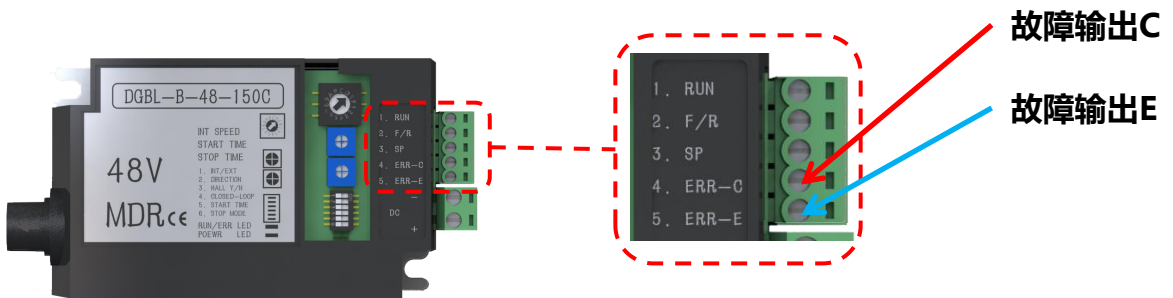 DGBL-B-48-150C
48V
MDR CE
INT SPEED
START TIME
STOP TIME
1. INT/EXT
2. DIRECTION
3. HALL Y/N
4. CLOSED-LOOP
5. START TIME
6. STOP MODE
RUN/ERR LED
POEWR LED
1. RUN
2. F/R
3. SP
4. ERR-C
5. ERR-E
−
DC
+
1. RUN
2. F/R
3. SP
4. ERR-C
5. ERR-E
故障输出C
故障输出E